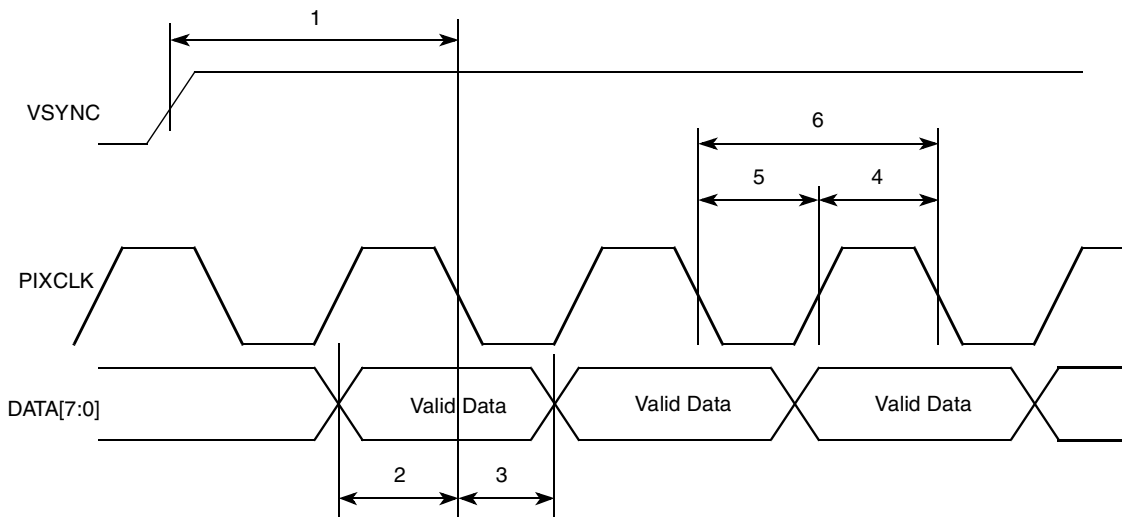 1
VSYNC
6
5
4
PIXCLK
DATA[7:0]
Valid Data
Valid Data
Valid Data
2
3